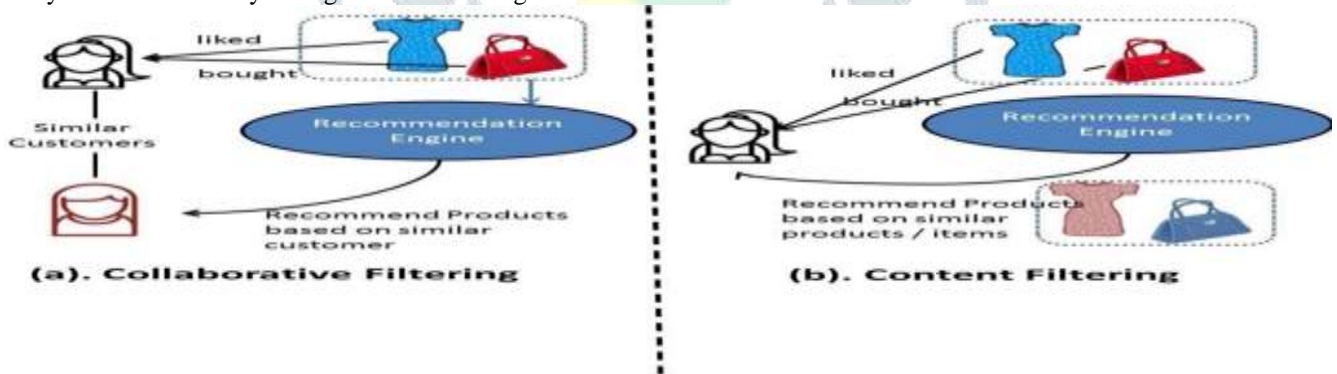 liked
bought
Recommendation
Engine
Similar
Customers
Recommend Products
based on similar
customer
(a). Collaborative Filtering
liked
bought
Recommendation
Engine
Recommend Products
based on similar
products / items
(b). Content Filtering